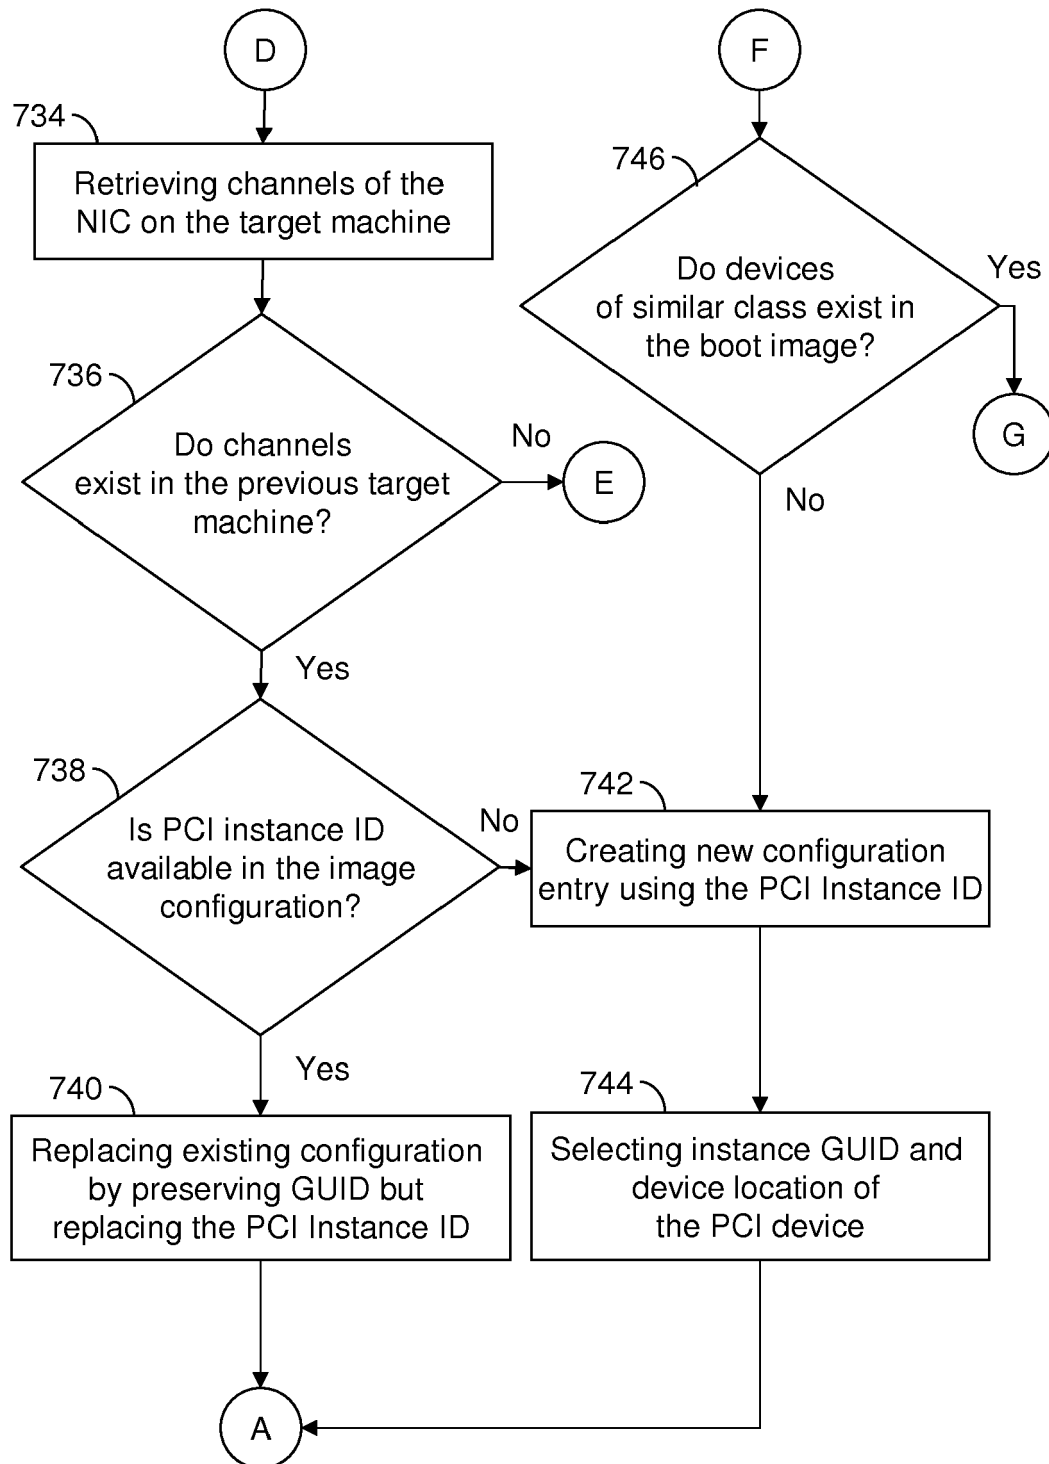 D
734
Retrieving channels of the
NIC on the target machine
736
Do channels
exist in the previous target
machine?
No
E
Yes
738
Is PCI instance ID
available in the image
configuration?
No
Yes
740
Replacing existing configuration
by preserving GUID but
replacing the PCI Instance ID
A
F
746
Do devices
of similar class exist in
the boot image?
Yes
G
No
742
Creating new configuration
entry using the PCI Instance ID
744
Selecting instance GUID and
device location of
the PCI device